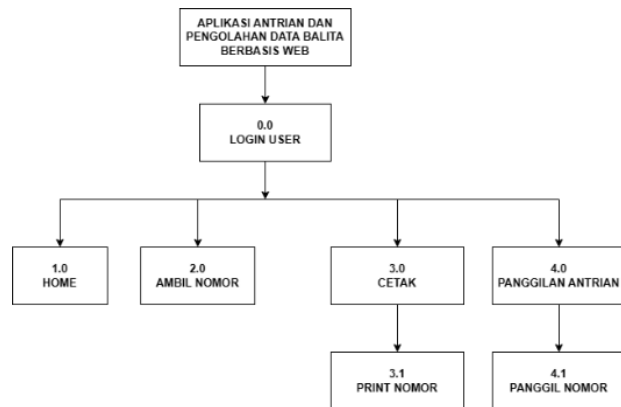 APLIKASI ANTRIAN DAN
PENGOLAHAN DATA BALITA
BERBASIS WEB
0.0
LOGIN USER
1.0
HOME
2.0
AMBIL NOMOR
3.0
CETAK
4.0
PANGGILAN ANTRIAN
3.1
PRINT NOMOR
4.1
PANGGIL NOMOR